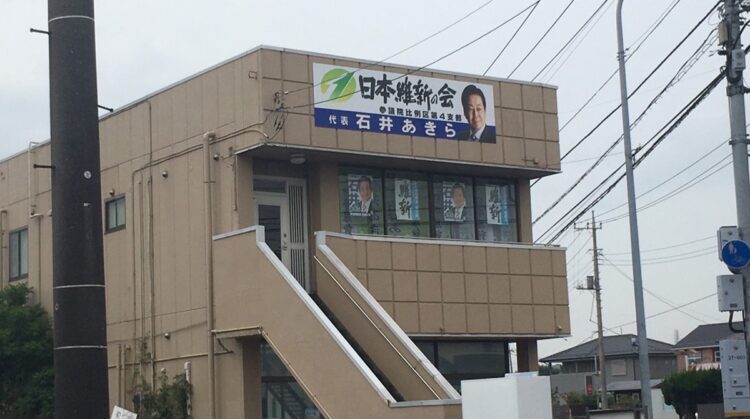 日本維新の会
参議院比例区第4支部
代表 石井あきら
維新
維新